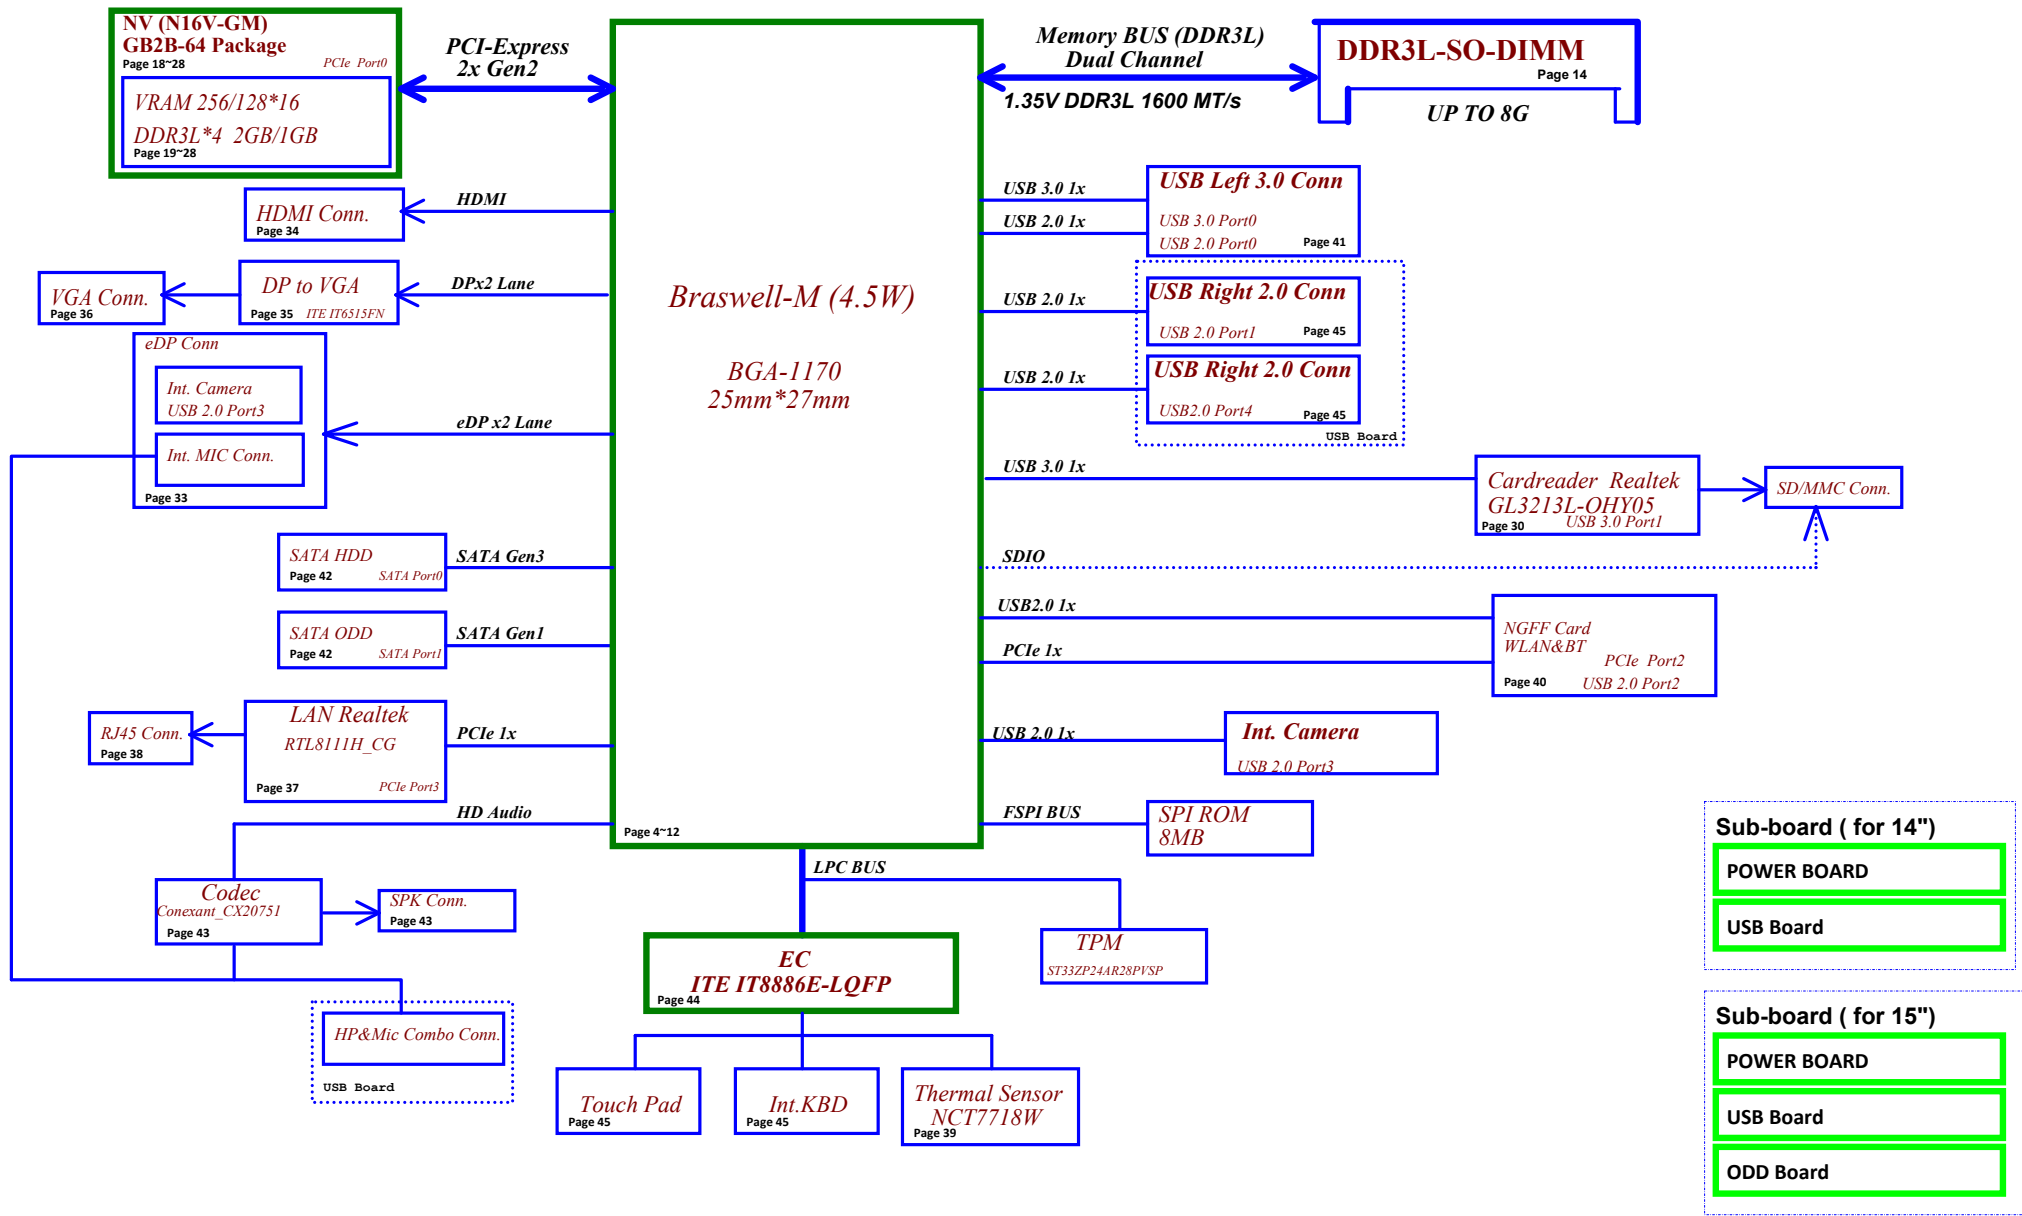 NV (N16V-GM)
GB2B-64 Package
Page 18~28
PCIe Port0
VRAM 256/128*16
DDR3L*4 2GB/1GB
Page 19~28
PCI-Express
2x Gen2
Memory BUS (DDR3L)
Dual Channel
1.35V DDR3L 1600 MT/s
DDR3L-SO-DIMM
Page 14
UP TO 8G
HDMI Conn.
Page 34
HDMI
VGA Conn.
Page 36
DP to VGA
Page 35
ITE IT6515FN
DPx2 Lane
eDP Conn
Int. Camera
USB 2.0 Port3
Int. MIC Conn.
Page 33
eDP x2 Lane
SATA HDD
Page 42
SATA Port0
SATA Gen3
SATA ODD
Page 42
SATA Port1
SATA Gen1
RJ45 Conn.
Page 38
LAN Realtek
RTL8111H_CG
Page 37
PCIe Port3
PCIe 1x
HD Audio
Codec
Conexant_CX20751
Page 43
SPK Conn.
Page 43
HP&Mic Combo Conn.
USB Board
Braswell-M (4.5W)
BGA-1170
25mm*27mm
Page 4~12
USB 3.0 1x
USB 2.0 1x
USB Left 3.0 Conn
USB 3.0 Port0
USB 2.0 Port0
Page 41
USB 2.0 1x
USB Right 2.0 Conn
USB 2.0 Port1
Page 45
USB 2.0 1x
USB Right 2.0 Conn
USB2.0 Port4
Page 45
USB Board
USB 3.0 1x
Cardreader Realtek
GL3213L-OHY05
Page 30
USB 3.0 Port1
SD/MMC Conn.
SDIO
USB2.0 1x
PCIe 1x
NGFF Card
WLAN&BT
PCIe Port2
Page 40
USB 2.0 Port2
USB 2.0 1x
Int. Camera
USB 2.0 Port3
FSPI BUS
SPI ROM
8MB
LPC BUS
TPM
ST33ZP24AR28PVSP
EC
ITE IT8886E-LQFP
Page 44
Touch Pad
Page 45
Int.KBD
Page 45
Thermal Sensor
NCT7718W
Page 39
Sub-board ( for 14")
POWER BOARD
USB Board
Sub-board ( for 15")
POWER BOARD
USB Board
ODD Board